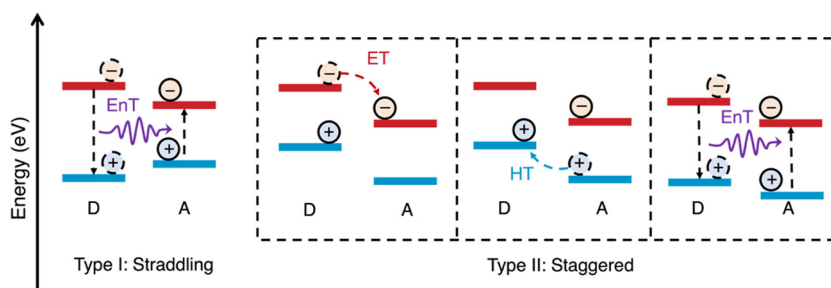 Energy (eV)
EnT
D
A
Type I: Straddling
ET
D
A
HT
D
A
EnT
D
A
Type II: Staggered